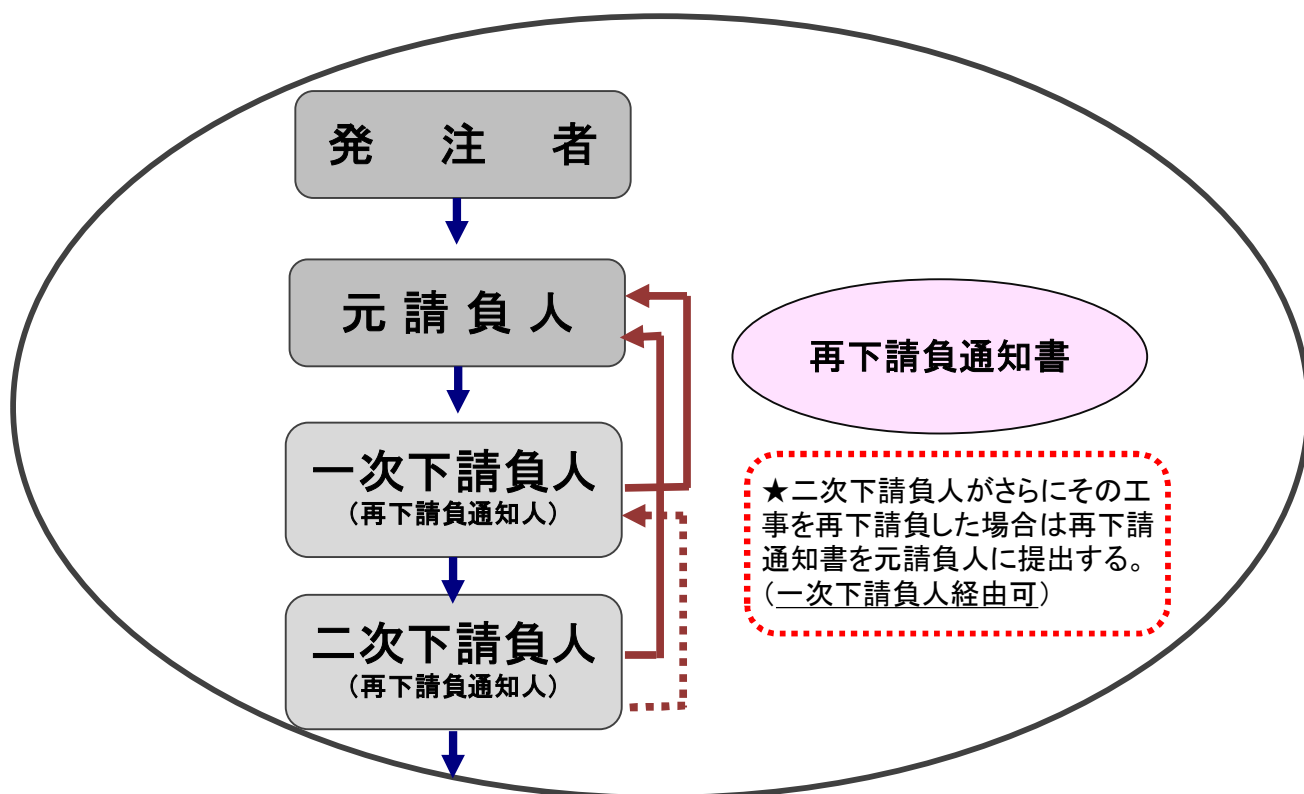 発　注　者
元請負人
一次下請負人
（再下請負通知人）
二次下請負人
（再下請負通知人）
再下請負通知書
★二次下請負人がさらにその工
事を再下請負した場合は再下請
通知書を元請負人に提出する。
（一次下請負人経由可）